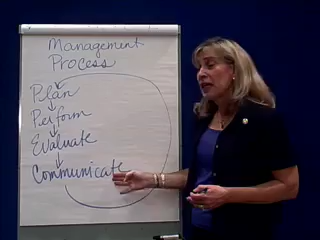 Management
Process
Plan
Perform
Evaluate
Communicate